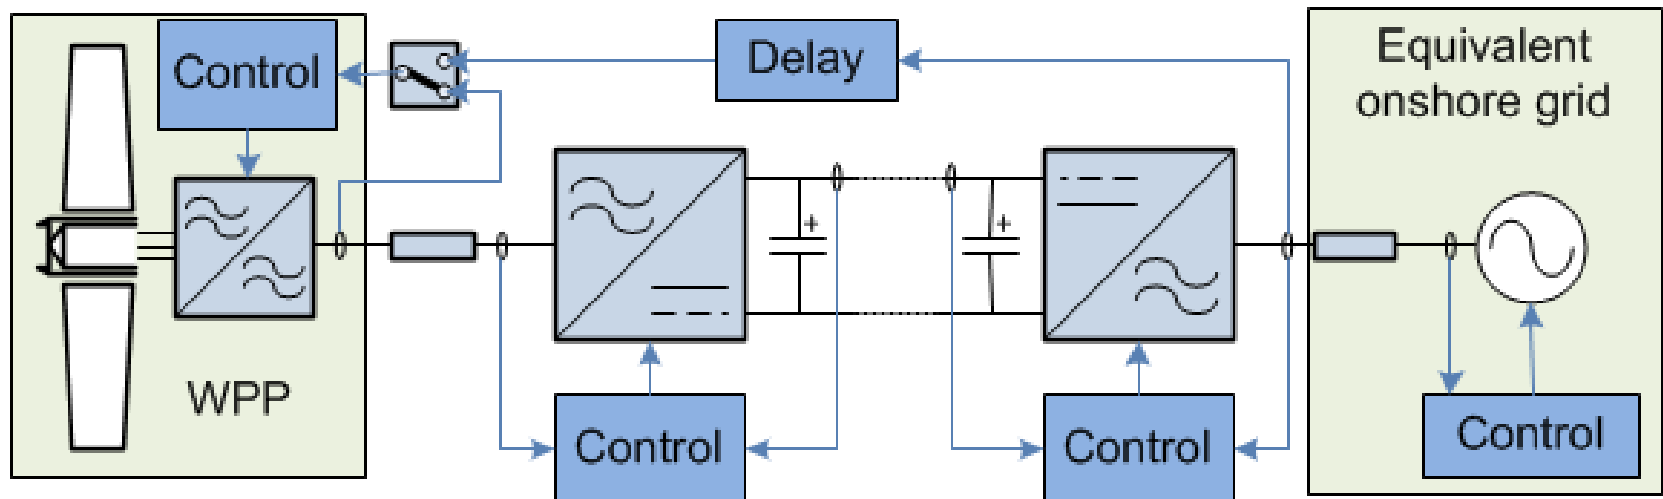 Control
Delay
Equivalent
onshore grid
WPP
+
+
Control
Control
Control